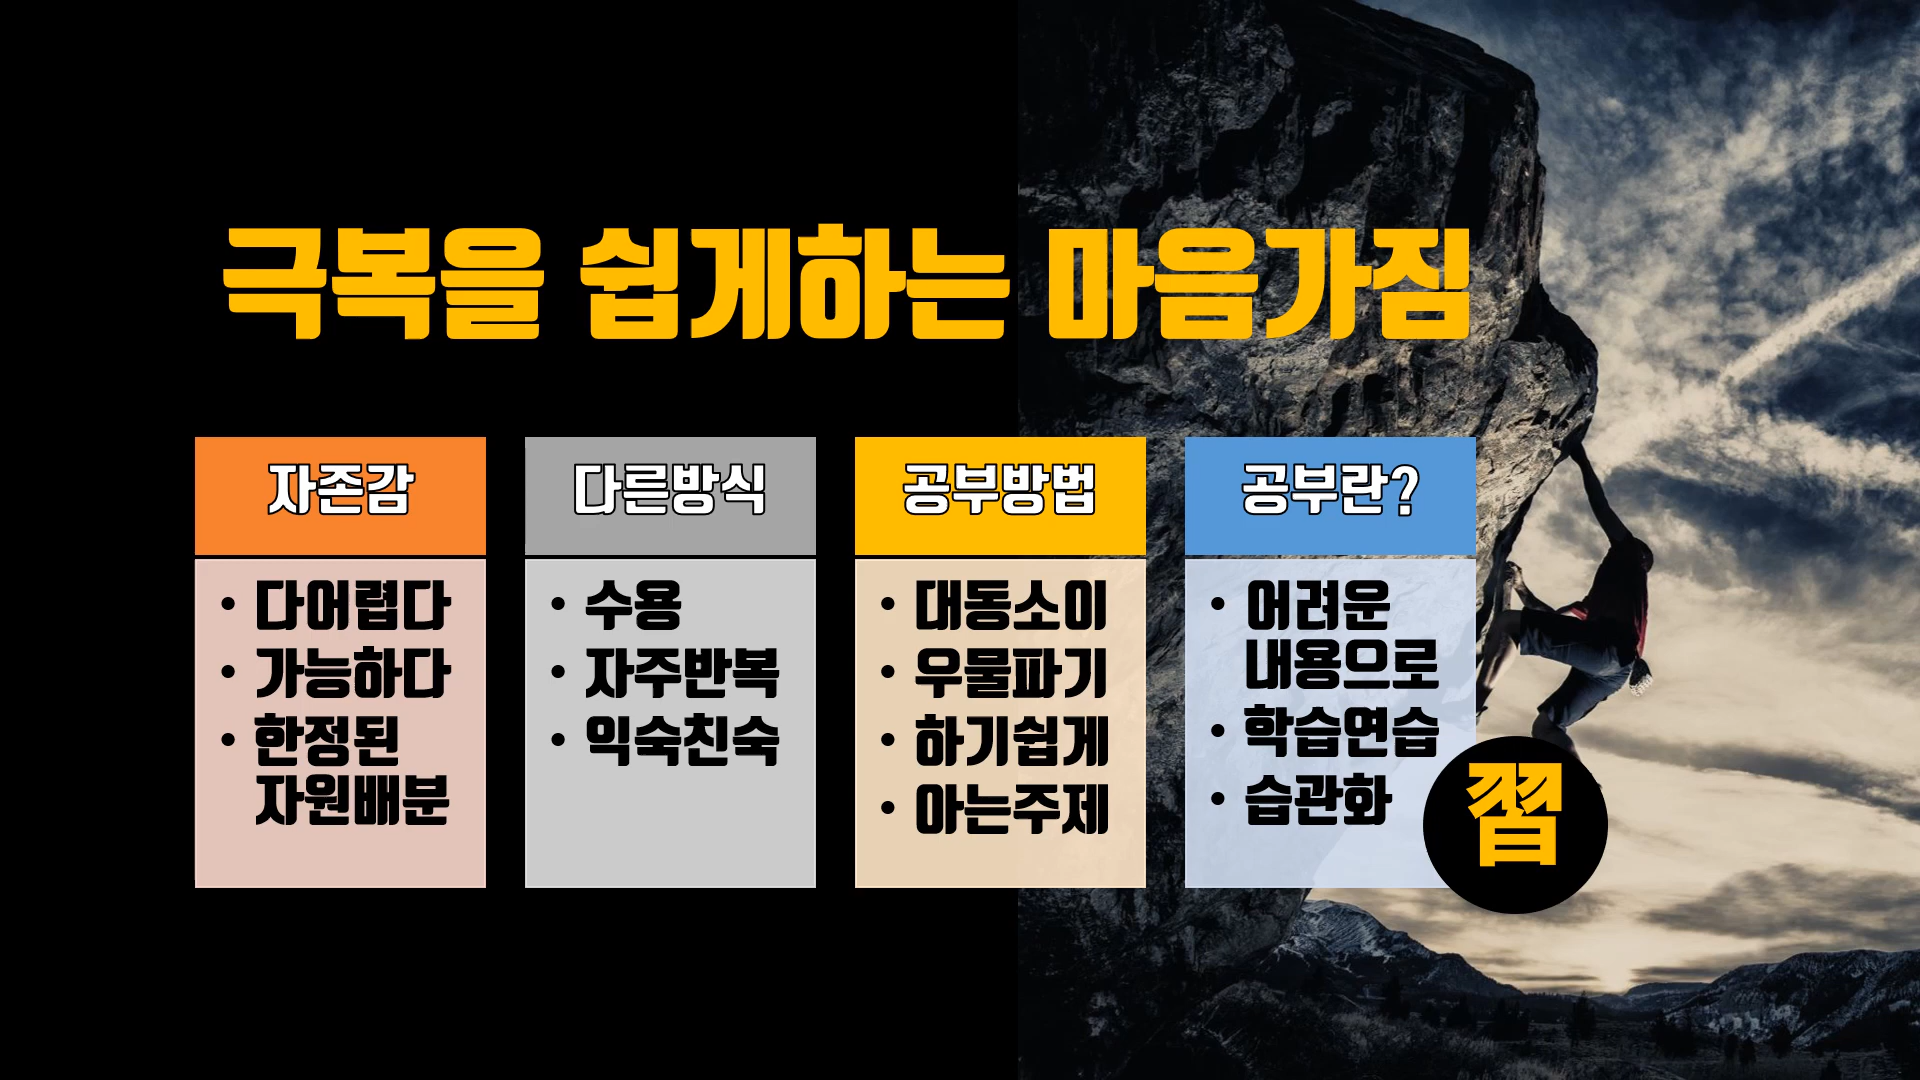 극복을 쉽게하는 마음가짐
자존감
• 다어렵다
• 가능하다
• 한정된
자원배분
다른방식
• 수용
• 자주반복
• 익숙친숙
공부방법
• 대동소이
• 우물파기
• 하기쉽게
• 아는주제
공부란?
• 어려운
내용으로
• 학습연습
• 습관화
習